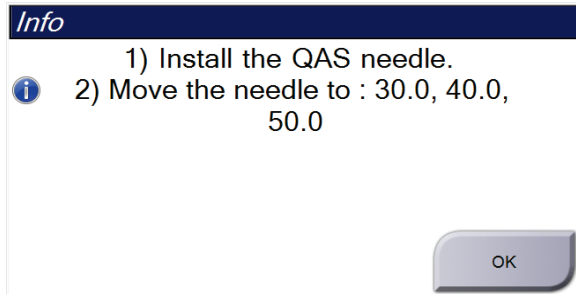 Info
1) Install the QAS needle.
2) Move the needle to : 30.0, 40.0,
50.0
OK